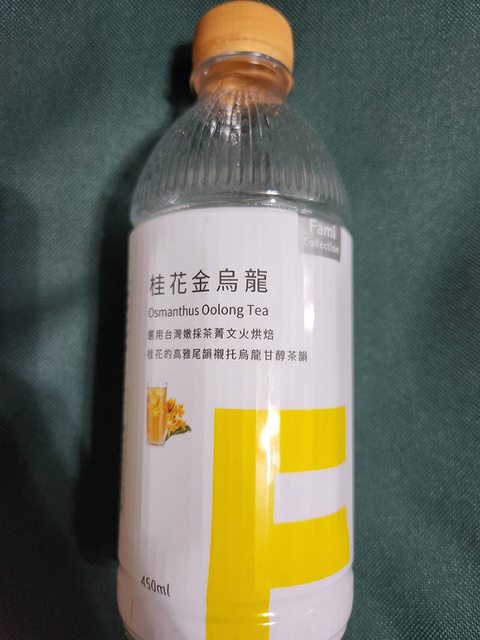 Fami
Collection
桂花金烏龍
Osmanthus Oolong Tea
選用台灣嫩採茶菁文火烘焙
桂花的高雅尾韻襯托烏龍甘醇茶韻
450ml